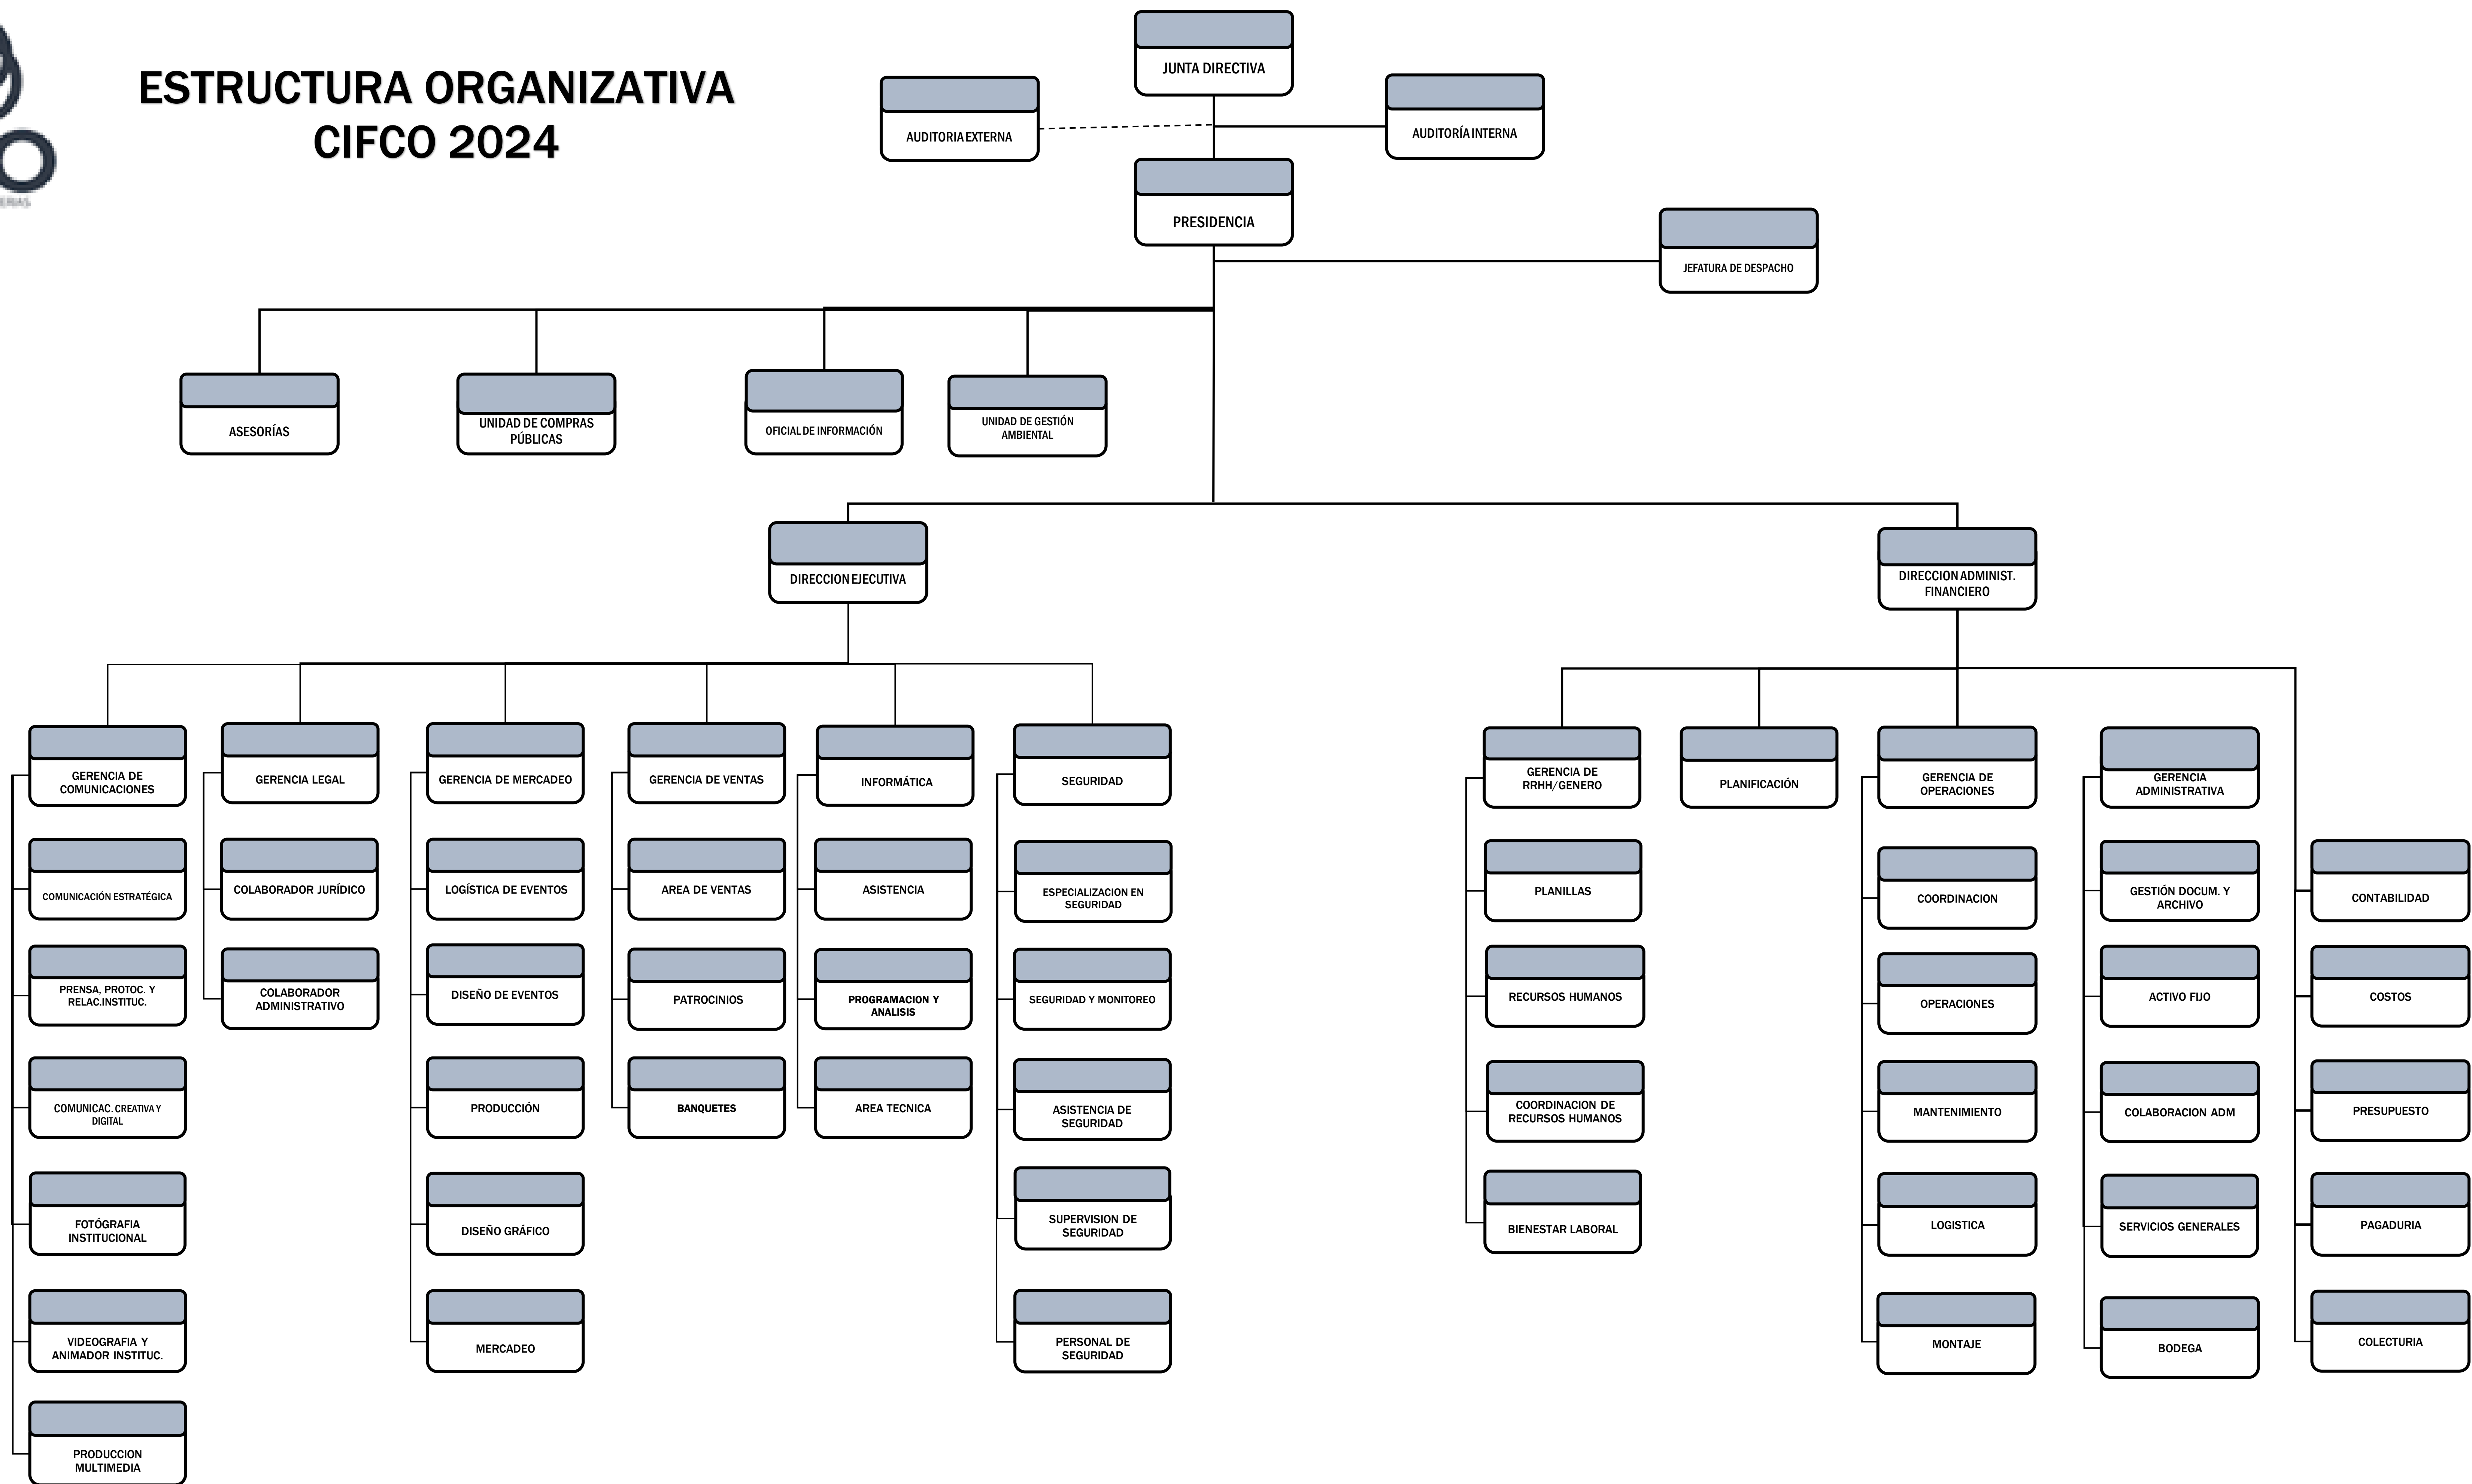 ESTRUCTURA ORGANIZATIVA
CIFCO 2024
JUNTA DIRECTIVA
AUDITORIA EXTERNA
AUDITORÍA INTERNA
PRESIDENCIA
JEFATURA DE DESPACHO
ASESORÍAS
UNIDAD DE COMPRAS
PÚBLICAS
OFICIAL DE INFORMACIÓN
UNIDAD DE GESTIÓN
AMBIENTAL
DIRECCION EJECUTIVA
DIRECCION ADMINIST.
FINANCIERO
GERENCIA DE
COMUNICACIONES
GERENCIA LEGAL
GERENCIA DE MERCADEO
GERENCIA DE VENTAS
INFORMÁTICA
SEGURIDAD
GERENCIA DE
RRHH/GENERO
PLANIFICACIÓN
GERENCIA DE
OPERACIONES
GERENCIA
ADMINISTRATIVA
COMUNICACIÓN ESTRATÉGICA
COLABORADOR JURÍDICO
LOGÍSTICA DE EVENTOS
AREA DE VENTAS
ASISTENCIA
ESPECIALIZACION EN
SEGURIDAD
PLANILLAS
COORDINACION
GESTIÓN DOCUM. Y
ARCHIVO
CONTABILIDAD
PRENSA, PROTOC. Y
RELAC.INSTITUC.
COLABORADOR
ADMINISTRATIVO
DISEÑO DE EVENTOS
PATROCINIOS
PROGRAMACION Y
ANALISIS
SEGURIDAD Y MONITOREO
RECURSOS HUMANOS
OPERACIONES
ACTIVO FIJO
COSTOS
COMUNICAC. CREATIVA Y
DIGITAL
PRODUCCIÓN
BANQUETES
AREA TECNICA
ASISTENCIA DE
SEGURIDAD
COORDINACION DE
RECURSOS HUMANOS
MANTENIMIENTO
COLABORACION ADM
PRESUPUESTO
FOTÓGRAFIA
INSTITUCIONAL
DISEÑO GRÁFICO
SUPERVISION DE
SEGURIDAD
BIENESTAR LABORAL
LOGISTICA
SERVICIOS GENERALES
PAGADURIA
VIDEOGRAFIA Y
ANIMADOR INSTITUC.
MERCADEO
PERSONAL DE
SEGURIDAD
MONTAJE
BODEGA
COLECTURIA
PRODUCCION
MULTIMEDIA